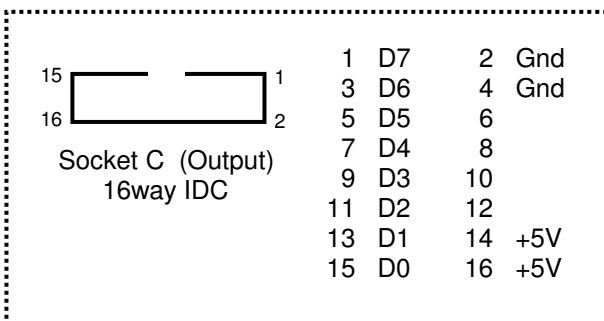 15 1
16 2
Socket C (Output)
16way IDC
1 D7 2 Gnd
3 D6 4 Gnd
5 D5 6
7 D4 8
9 D3 10
11 D2 12
13 D1 14 +5V
15 D0 16 +5V